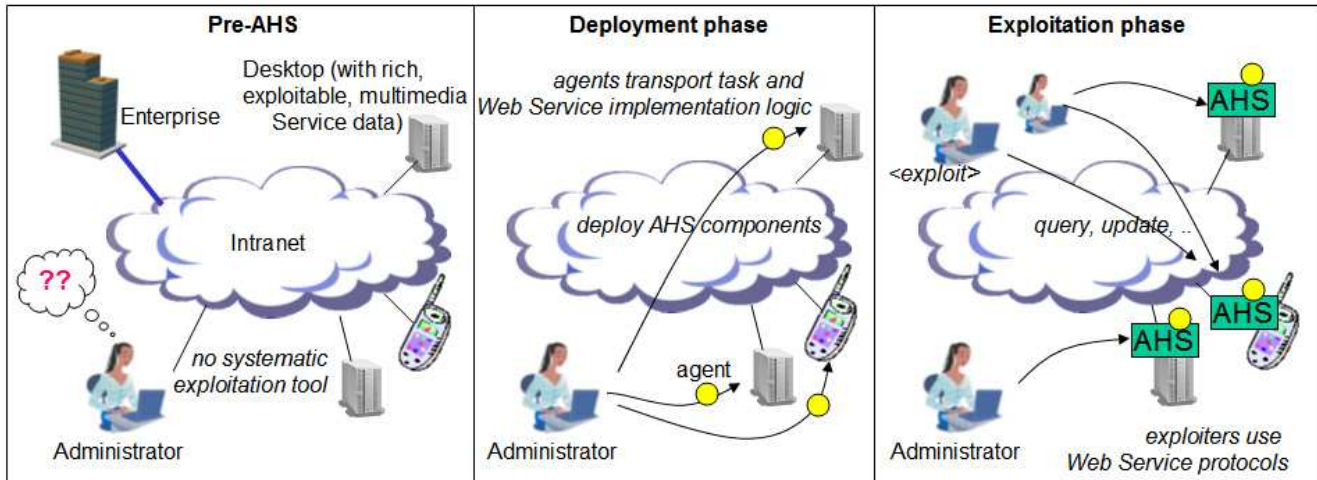 Pre-AHS
Desktop (with rich,
exploitable, multimedia
Service data)
Enterprise
Intranet
??
no systematic
exploitation tool
Administrator
Deployment phase
agents transport task and
Web Service implementation logic
deploy AHS components
agent
Administrator
Exploitation phase
AHS
<exploit>
query, update, ..
AHS
AHS
Administrator
exploiters use
Web Service protocols